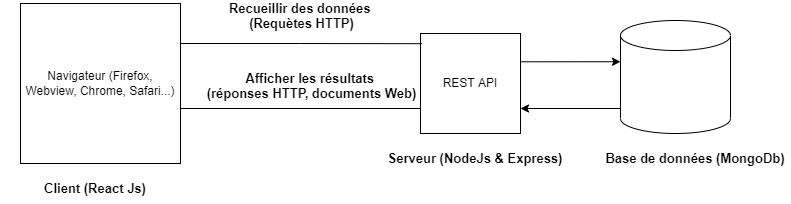 Recueillir des données
(Requètes HTTP)
Navigateur (Firefox,
Webview, Chrome, Safari...)
Afficher les résultats
(réponses HTTP, documents Web)
REST API
Serveur (NodeJs & Express)
Base de données (MongoDb)
Client (React Js)